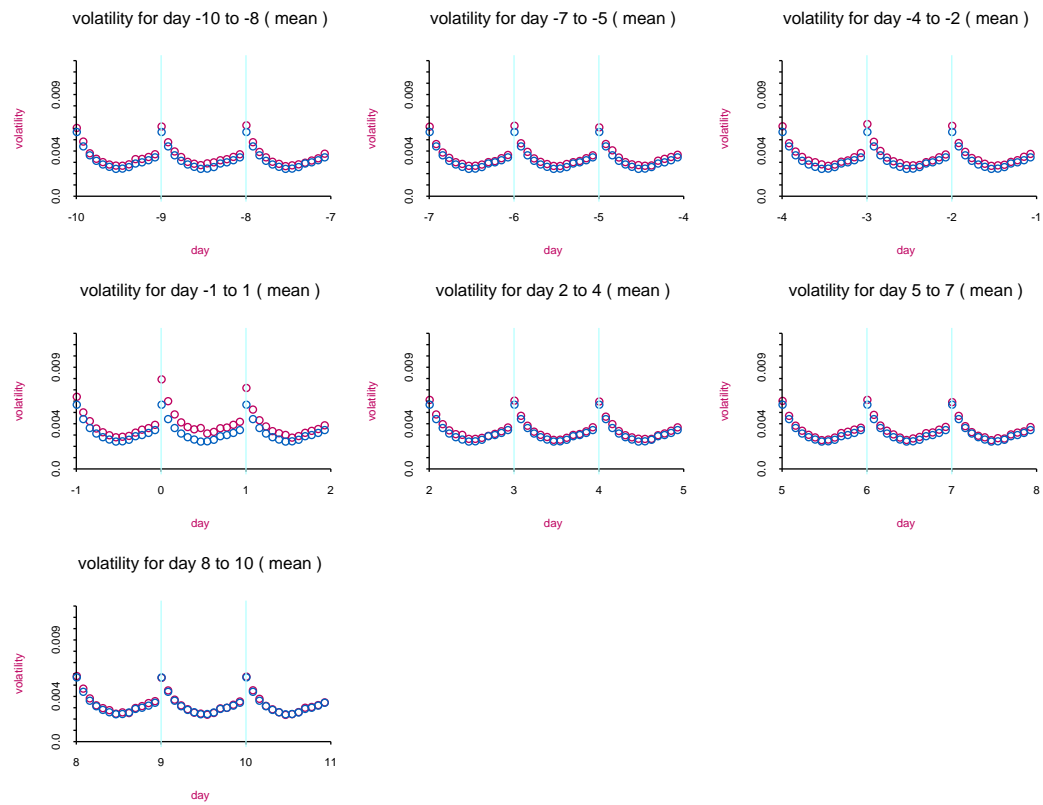 volatility for day -10 to -8 ( mean )
volatility
0.009
0.004
0.0
-10 -9 -8 -7
day
volatility for day -7 to -5 ( mean )
volatility
0.009
0.004
0.0
-7 -6 -5 -4
day
volatility for day -4 to -2 ( mean )
volatility
0.009
0.004
0.0
-4 -3 -2 -1
day
volatility for day -1 to 1 ( mean )
volatility
0.009
0.004
0.0
-1 0 1 2
day
volatility for day 2 to 4 ( mean )
volatility
0.009
0.004
0.0
2 3 4 5
day
volatility for day 5 to 7 ( mean )
volatility
0.009
0.004
0.0
5 6 7 8
day
volatility for day 8 to 10 ( mean )
volatility
0.009
0.004
0.0
8 9 10 11
day